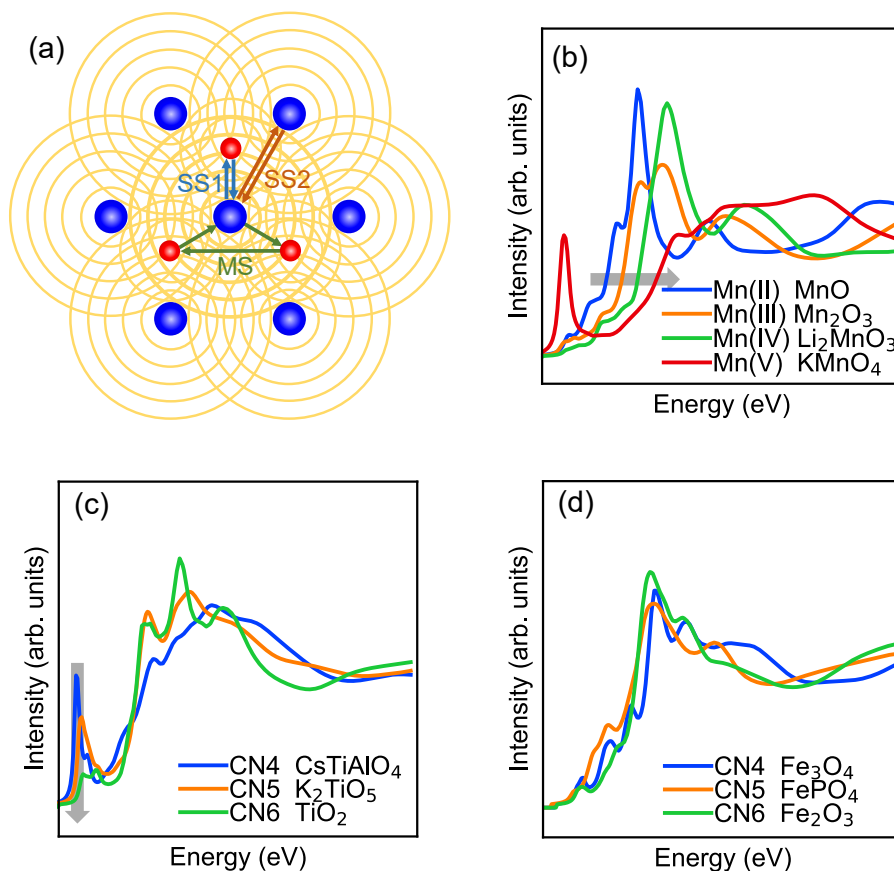 (a)
SS1
SS2
MS
(b)
Intensity (arb. units)
Mn(II) MnO
Mn(III) Mn₂O₃
Mn(IV) Li₂MnO₃
Mn(V) KMnO₄
Energy (eV)
(c)
Intensity (arb. units)
CN4 CsTiAlO₄
CN5 K₂TiO₅
CN6 TiO₂
Energy (eV)
(d)
Intensity (arb. units)
CN4 Fe₃O₄
CN5 FePO₄
CN6 Fe₂O₃
Energy (eV)